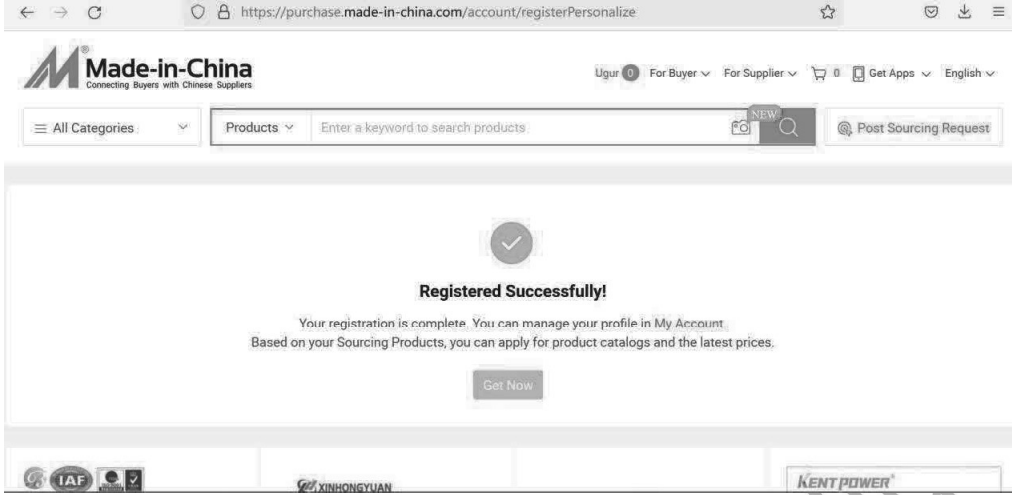 https://purchase.made-in-china.com/account/registerPersonalize
Made-in-China
Connecting Buyers with Chinese Suppliers
Ugur 0 For Buyer For Supplier 0 Get Apps English
All Categories Products Enter a keyword to search products NEW Post Sourcing Request
Registered Successfully!
Your registration is complete. You can manage your profile in My Account
Based on your Sourcing Products, you can apply for product catalogs and the latest prices.
Get Now
IAF
XINHONGYUAN
KENTPOWER